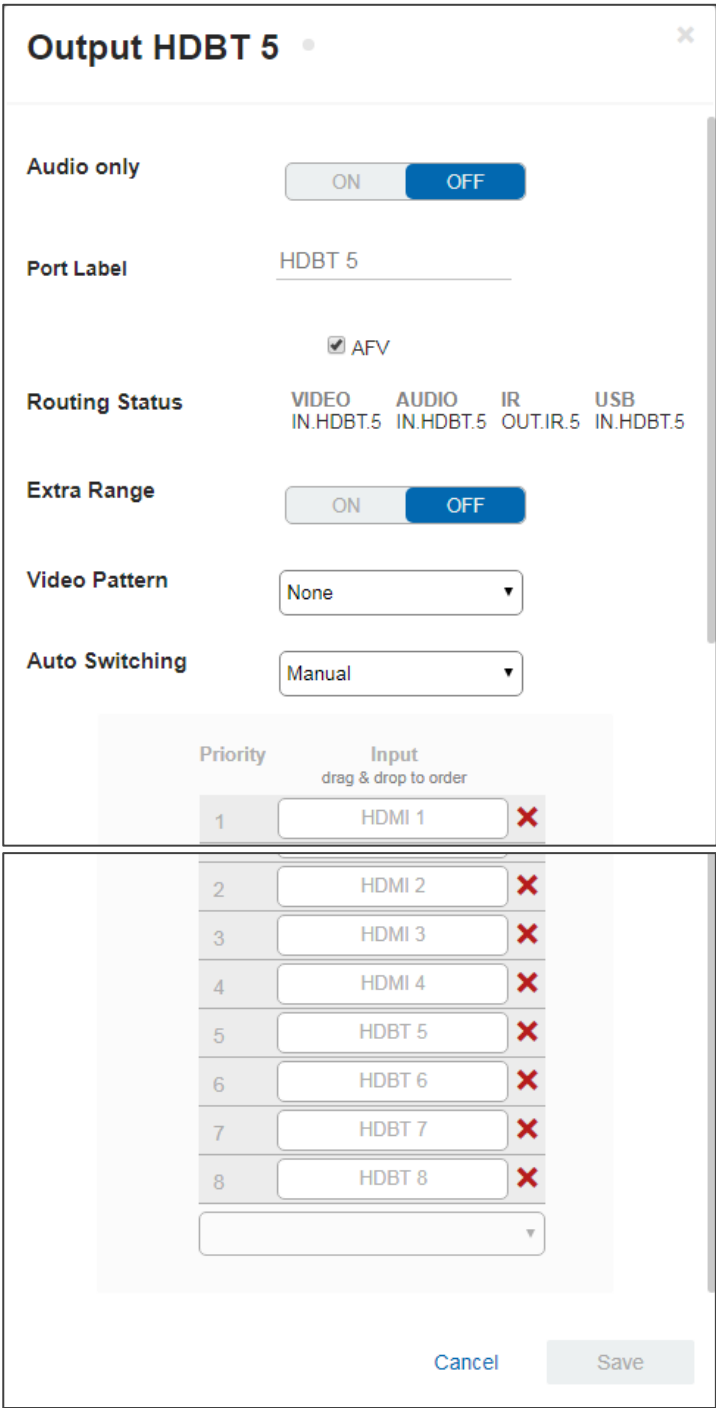 Output HDBT 5
Audio only
ON OFF
Port Label
HDBT 5
AFV
Routing Status
VIDEO AUDIO IR USB
IN.HDBT.5 IN.HDBT.5 OUT.IR.5 IN.HDBT.5
Extra Range
ON OFF
Video Pattern
None
Auto Switching
Manual
Priority Input
drag & drop to order
1 HDMI 1
2 HDMI 2
3 HDMI 3
4 HDMI 4
5 HDBT 5
6 HDBT 6
7 HDBT 7
8 HDBT 8
Cancel Save